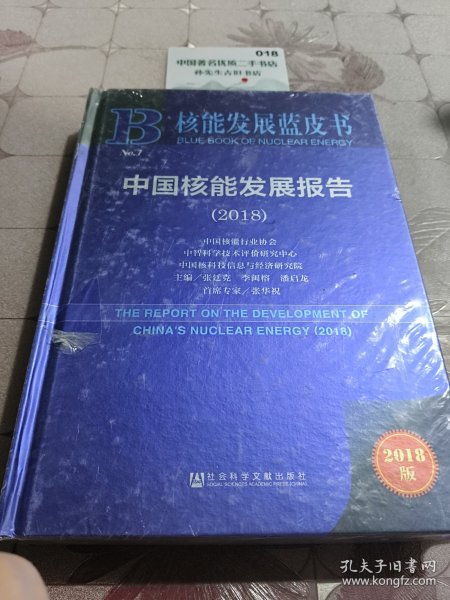 018
中国著名优质二手书店
孙先生古旧书店
B
No.7
核能发展蓝皮书
BLUE BOOK OF NUCLEAR ENERGY
中国核能发展报告
(2018)
中国核能行业协会
中智科学技术评价研究中心
中国核科技信息与经济研究院
主编／张廷克 李闽榕 潘启龙
首席专家／张华祝
THE REPORT ON THE DEVELOPMENT OF
CHINA'S NUCLEAR ENERGY (2018)
2018
版
社会科学文献出版社
SOCIAL SCIENCES ACADEMIC PRESS (CHINA)
孔夫子旧书网
www.kongfz.com